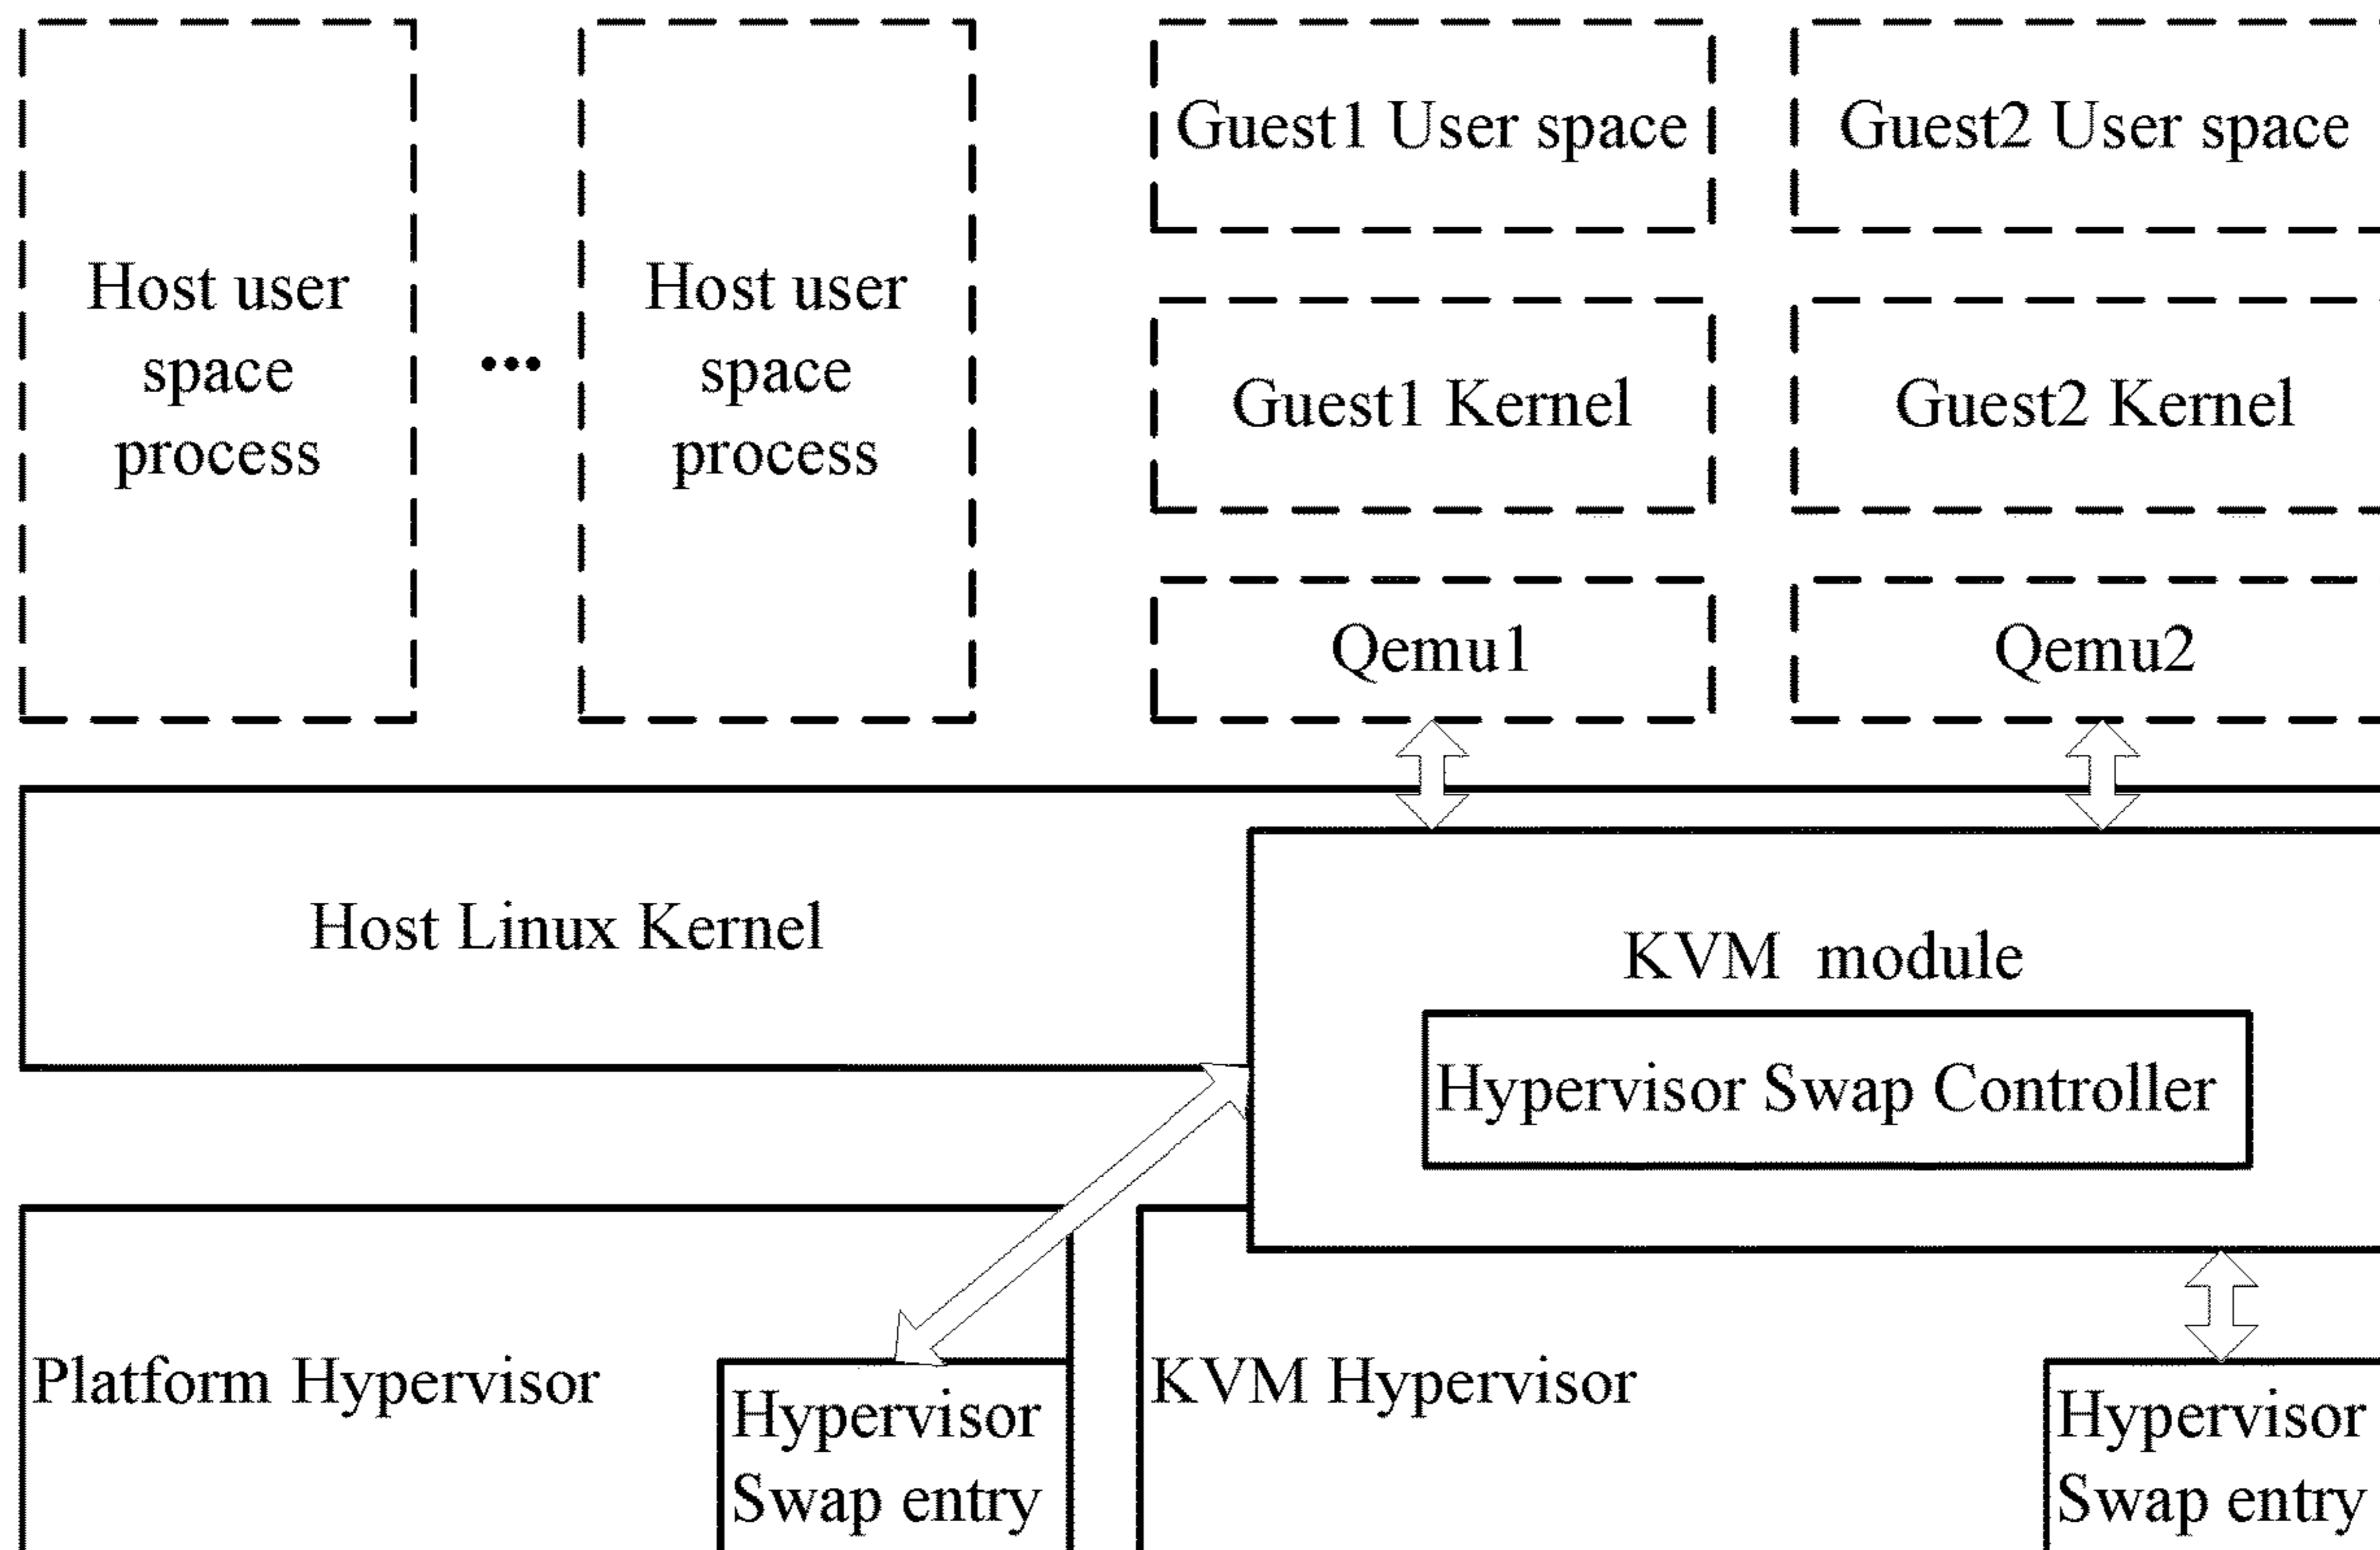 Host user
space
process
...
Host user
space
process
Guest1 User space
Guest2 User space
Guest1 Kernel
Guest2 Kernel
Qemu1
Qemu2
Host Linux Kernel
KVM module
Hypervisor Swap Controller
Platform Hypervisor
Hypervisor
Swap entry
KVM Hypervisor
Hypervisor
Swap entry